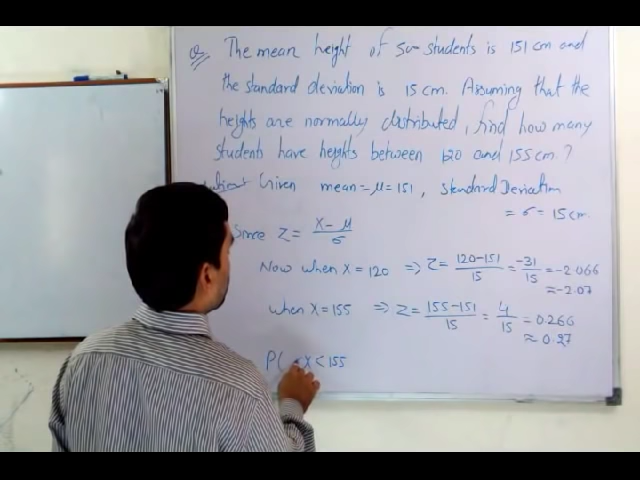 Q The mean height of 500 students is 151 cm and
the standard deviation is 15 cm. Assuming that the
heights are normally distributed, find how many
students have heights between 120 and 155 cm.?
Given mean = μ = 151, standard Deviation
= σ = 15 cm.
Since Z = X - μ / σ
Now when X = 120 ⇒ Z = 120-151 / 15 = -31 / 15 = -2.066
≈ -2.07
when X = 155 ⇒ Z = 155-151 / 15 = 4 / 15 = 0.266
≈ 0.27
P( < X < 155